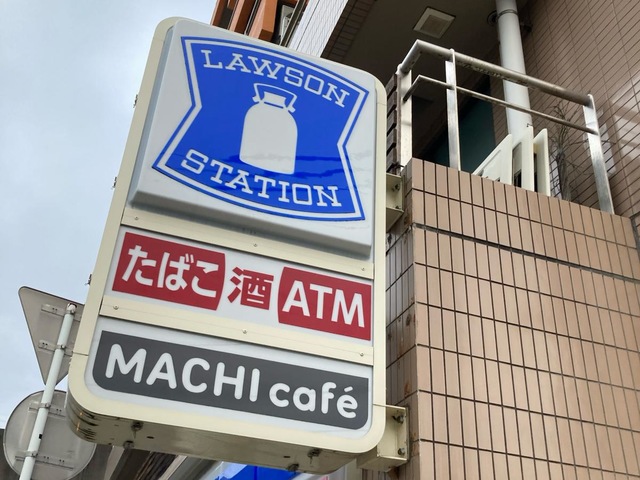 LAWSON
STATION
たばこ 酒 ATM
MACHI café